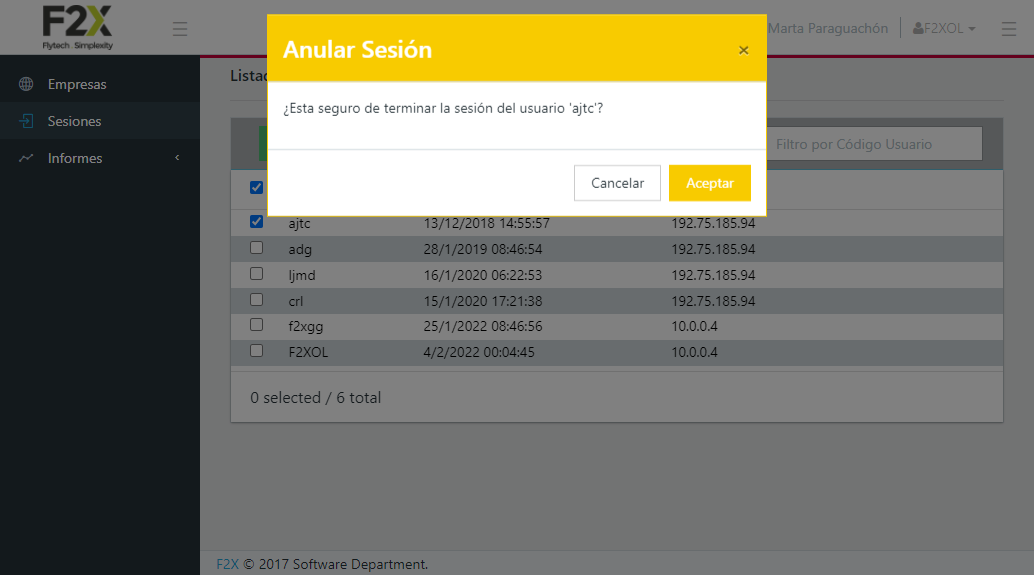 F2X
Flytech Simplexity
Marta Paraguachón
F2XOL
Anular Sesión
×
¿Esta seguro de terminar la sesión del usuario 'ajtc'?
Cancelar
Aceptar
Empresas
Sesiones
Informes
Filtro por Código Usuario
ajtc 13/12/2018 14:55:57 192.75.185.94
adg 28/1/2019 08:46:54 192.75.185.94
ljmd 16/1/2020 06:22:53 192.75.185.94
crl 15/1/2020 17:21:38 192.75.185.94
f2xgg 25/1/2022 08:46:56 10.0.0.4
F2XOL 4/2/2022 00:04:45 10.0.0.4
0 selected / 6 total
F2X © 2017 Software Department.